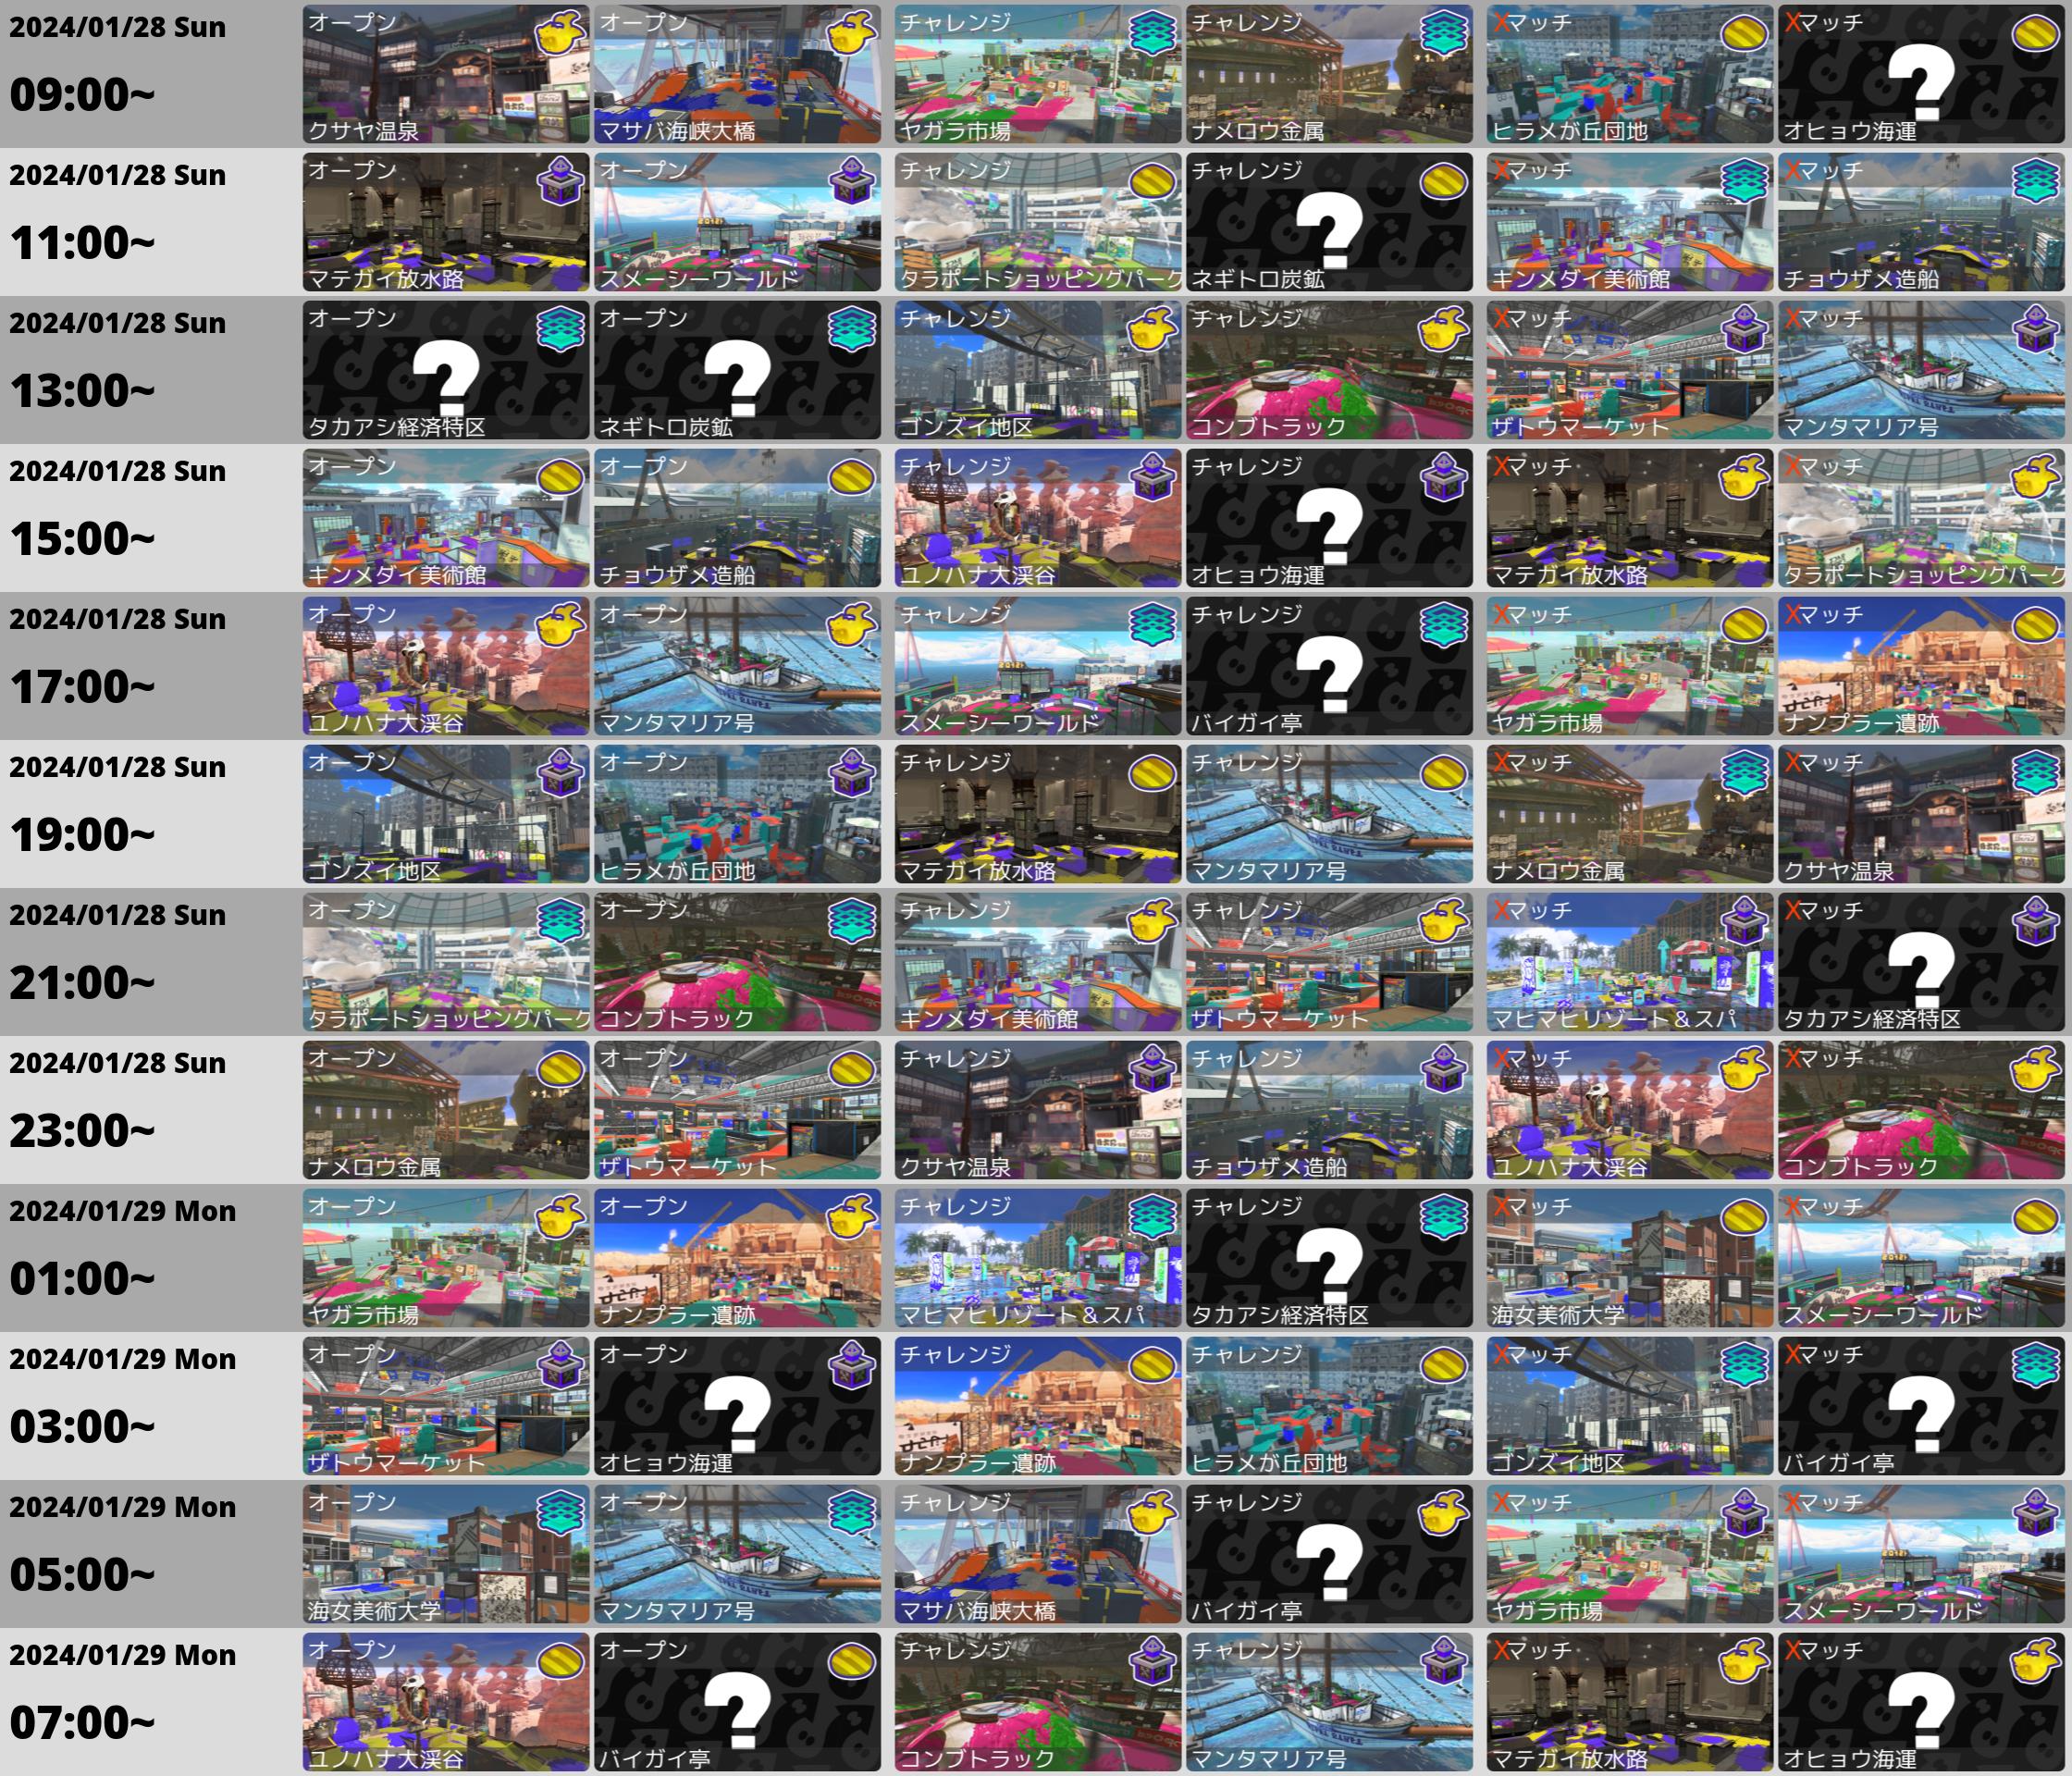 2024/01/28 Sun
09:00~
オープン オープン チャレンジ チャレンジ Xマッチ Xマッチ
クサヤ温泉 マサバ海峡大橋 ヤガラ市場 ナメロウ金属 ヒラメが丘団地 オヒョウ海運
2024/01/28 Sun
11:00~
オープン オープン チャレンジ チャレンジ Xマッチ Xマッチ
マテガイ放水路 スメーシーワールド タラポートショッピングパーク ネギトロ炭鉱 キンメダイ美術館 チョウザメ造船
2024/01/28 Sun
13:00~
オープン オープン チャレンジ チャレンジ Xマッチ Xマッチ
タカアシ経済特区 ネギトロ炭鉱 ゴンズイ地区 コンブトラック ザトウマーケット マンタマリア号
2024/01/28 Sun
15:00~
オープン オープン チャレンジ チャレンジ Xマッチ Xマッチ
キンメダイ美術館 チョウザメ造船 ユノハナ大渓谷 オヒョウ海運 マテガイ放水路 タラポートショッピングパーク
2024/01/28 Sun
17:00~
オープン オープン チャレンジ チャレンジ Xマッチ Xマッチ
ユノハナ大渓谷 マンタマリア号 スメーシーワールド バイガイ亭 ヤガラ市場 ナンプラー遺跡
2024/01/28 Sun
19:00~
オープン オープン チャレンジ チャレンジ Xマッチ Xマッチ
ゴンズイ地区 ヒラメが丘団地 マテガイ放水路 マンタマリア号 ナメロウ金属 クサヤ温泉
2024/01/28 Sun
21:00~
オープン オープン チャレンジ チャレンジ Xマッチ Xマッチ
タラポートショッピングパーク コンブトラック キンメダイ美術館 ザトウマーケット マヒマヒリゾート&スパ タカアシ経済特区
2024/01/28 Sun
23:00~
オープン オープン チャレンジ チャレンジ Xマッチ Xマッチ
ナメロウ金属 ザトウマーケット クサヤ温泉 チョウザメ造船 ユノハナ大渓谷 コンブトラック
2024/01/29 Mon
01:00~
オープン オープン チャレンジ チャレンジ Xマッチ Xマッチ
ヤガラ市場 ナンプラー遺跡 マヒマヒリゾート&スパ タカアシ経済特区 海女美術大学 スメーシーワールド
2024/01/29 Mon
03:00~
オープン オープン チャレンジ チャレンジ Xマッチ Xマッチ
ザトウマーケット オヒョウ海運 ナンプラー遺跡 ヒラメが丘団地 ゴンズイ地区 バイガイ亭
2024/01/29 Mon
05:00~
オープン オープン チャレンジ チャレンジ Xマッチ Xマッチ
海女美術大学 マンタマリア号 マサバ海峡大橋 バイガイ亭 ヤガラ市場 スメーシーワールド
2024/01/29 Mon
07:00~
オープン オープン チャレンジ チャレンジ Xマッチ Xマッチ
ユノハナ大渓谷 バイガイ亭 コンブトラック マンタマリア号 マテガイ放水路 オヒョウ海運